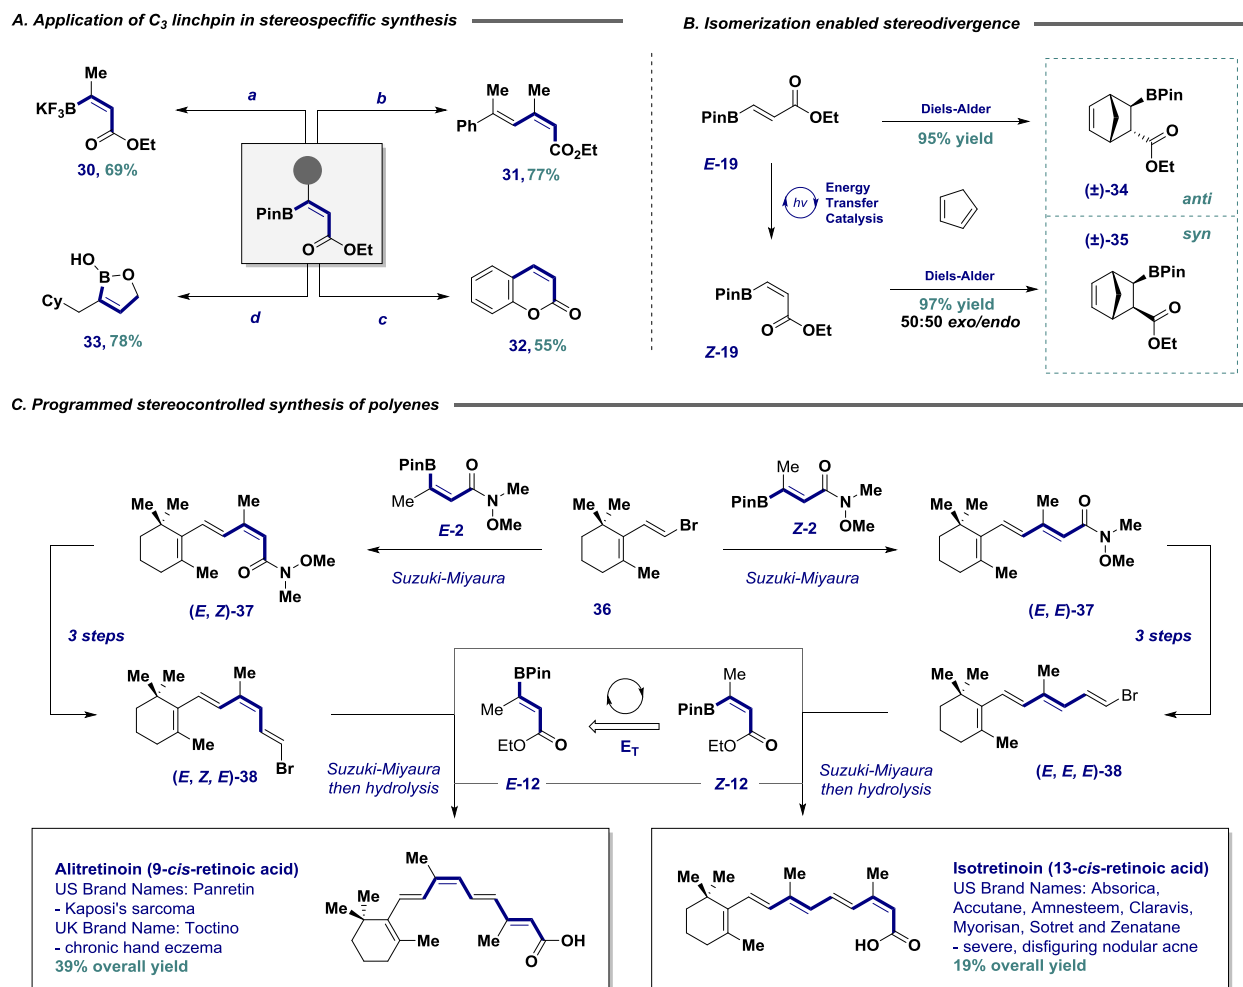 A. Application of C3 linchpin in stereospecfific synthesis
Me
KF3B
O
OEt
30, 69%
a
b
Me
Me
Ph
CO2Et
31, 77%
PinB
O
OEt
HO
B
O
Cy
33, 78%
d
c
O
O
32, 55%
B. Isomerization enabled stereodivergence
O
PinB
OEt
E-19
Diels-Alder
95% yield
BPin
O
EtO
(±)-34
anti
hv
Energy
Transfer
Catalysis
(±)-35
syn
PinB
O
OEt
Z-19
Diels-Alder
97% yield
50:50 exo/endo
BPin
O
OEt
C. Programmed stereocontrolled synthesis of polyenes
Me
Me
Me
Me
O
N
OMe
Me
(E, Z)-37
PinB
O
Me
N
Me
OMe
E-2
Suzuki-Miyaura
Me
Me
Br
Me
36
Me
O
PinB
N
Me
OMe
Z-2
Suzuki-Miyaura
Me
Me
Me
O
Me
N
Me
OMe
(E, E)-37
3 steps
3 steps
Me
Me
Me
Me
Br
(E, Z, E)-38
BPin
Me
EtO
O
E-12
ET
Me
PinB
EtO
O
Z-12
Me
Me
Me
Br
Me
(E, E, E)-38
Suzuki-Miyaura
then hydrolysis
Suzuki-Miyaura
then hydrolysis
Alitretinoin (9-cis-retinoic acid)
US Brand Names: Panretin
- Kaposi's sarcoma
UK Brand Name: Toctino
- chronic hand eczema
39% overall yield
Me
Me
Me
Me
Me
OH
O
Me
Me
Me
Me
Me
HO
O
Isotretinoin (13-cis-retinoic acid)
US Brand Names: Absorica,
Accutane, Amnesteem, Claravis,
Myorisan, Sotret and Zenatane
- severe, disfiguring nodular acne
19% overall yield